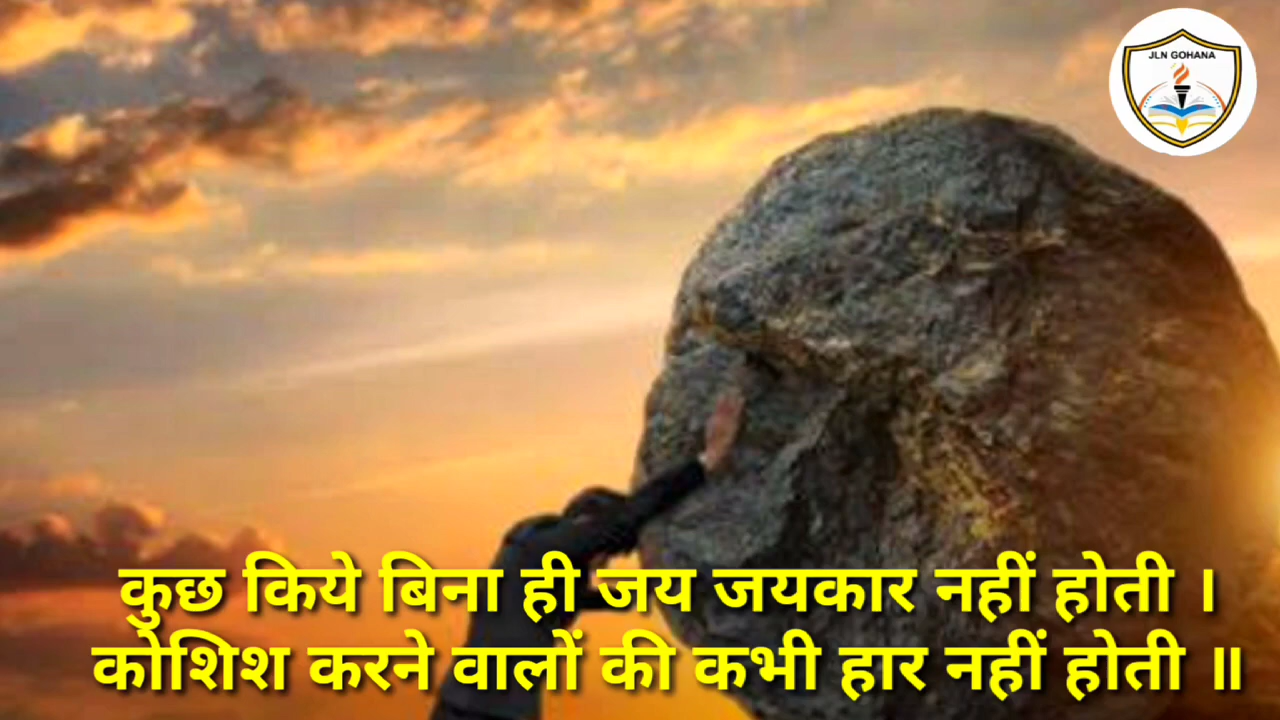 JLN GOHANA
कुछ किये बिना ही जय जयकार नहीं होती ।
कोशिश करने वालों की कभी हार नहीं होती ॥